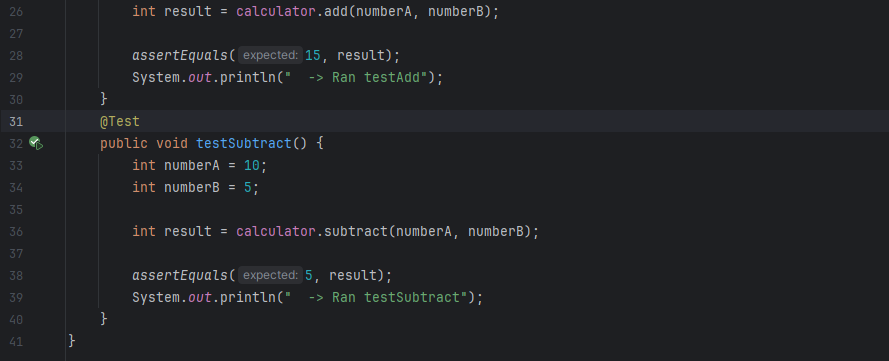 26 int result = calculator.add(numberA, numberB);
27
28 assertEquals( expected: 15, result);
29 System.out.println("  -> Ran testAdd");
30 }
31 @Test
32 public void testSubtract() {
33 int numberA = 10;
34 int numberB = 5;
35
36 int result = calculator.subtract(numberA, numberB);
37
38 assertEquals( expected: 5, result);
39 System.out.println("  -> Ran testSubtract");
40 }
41 }